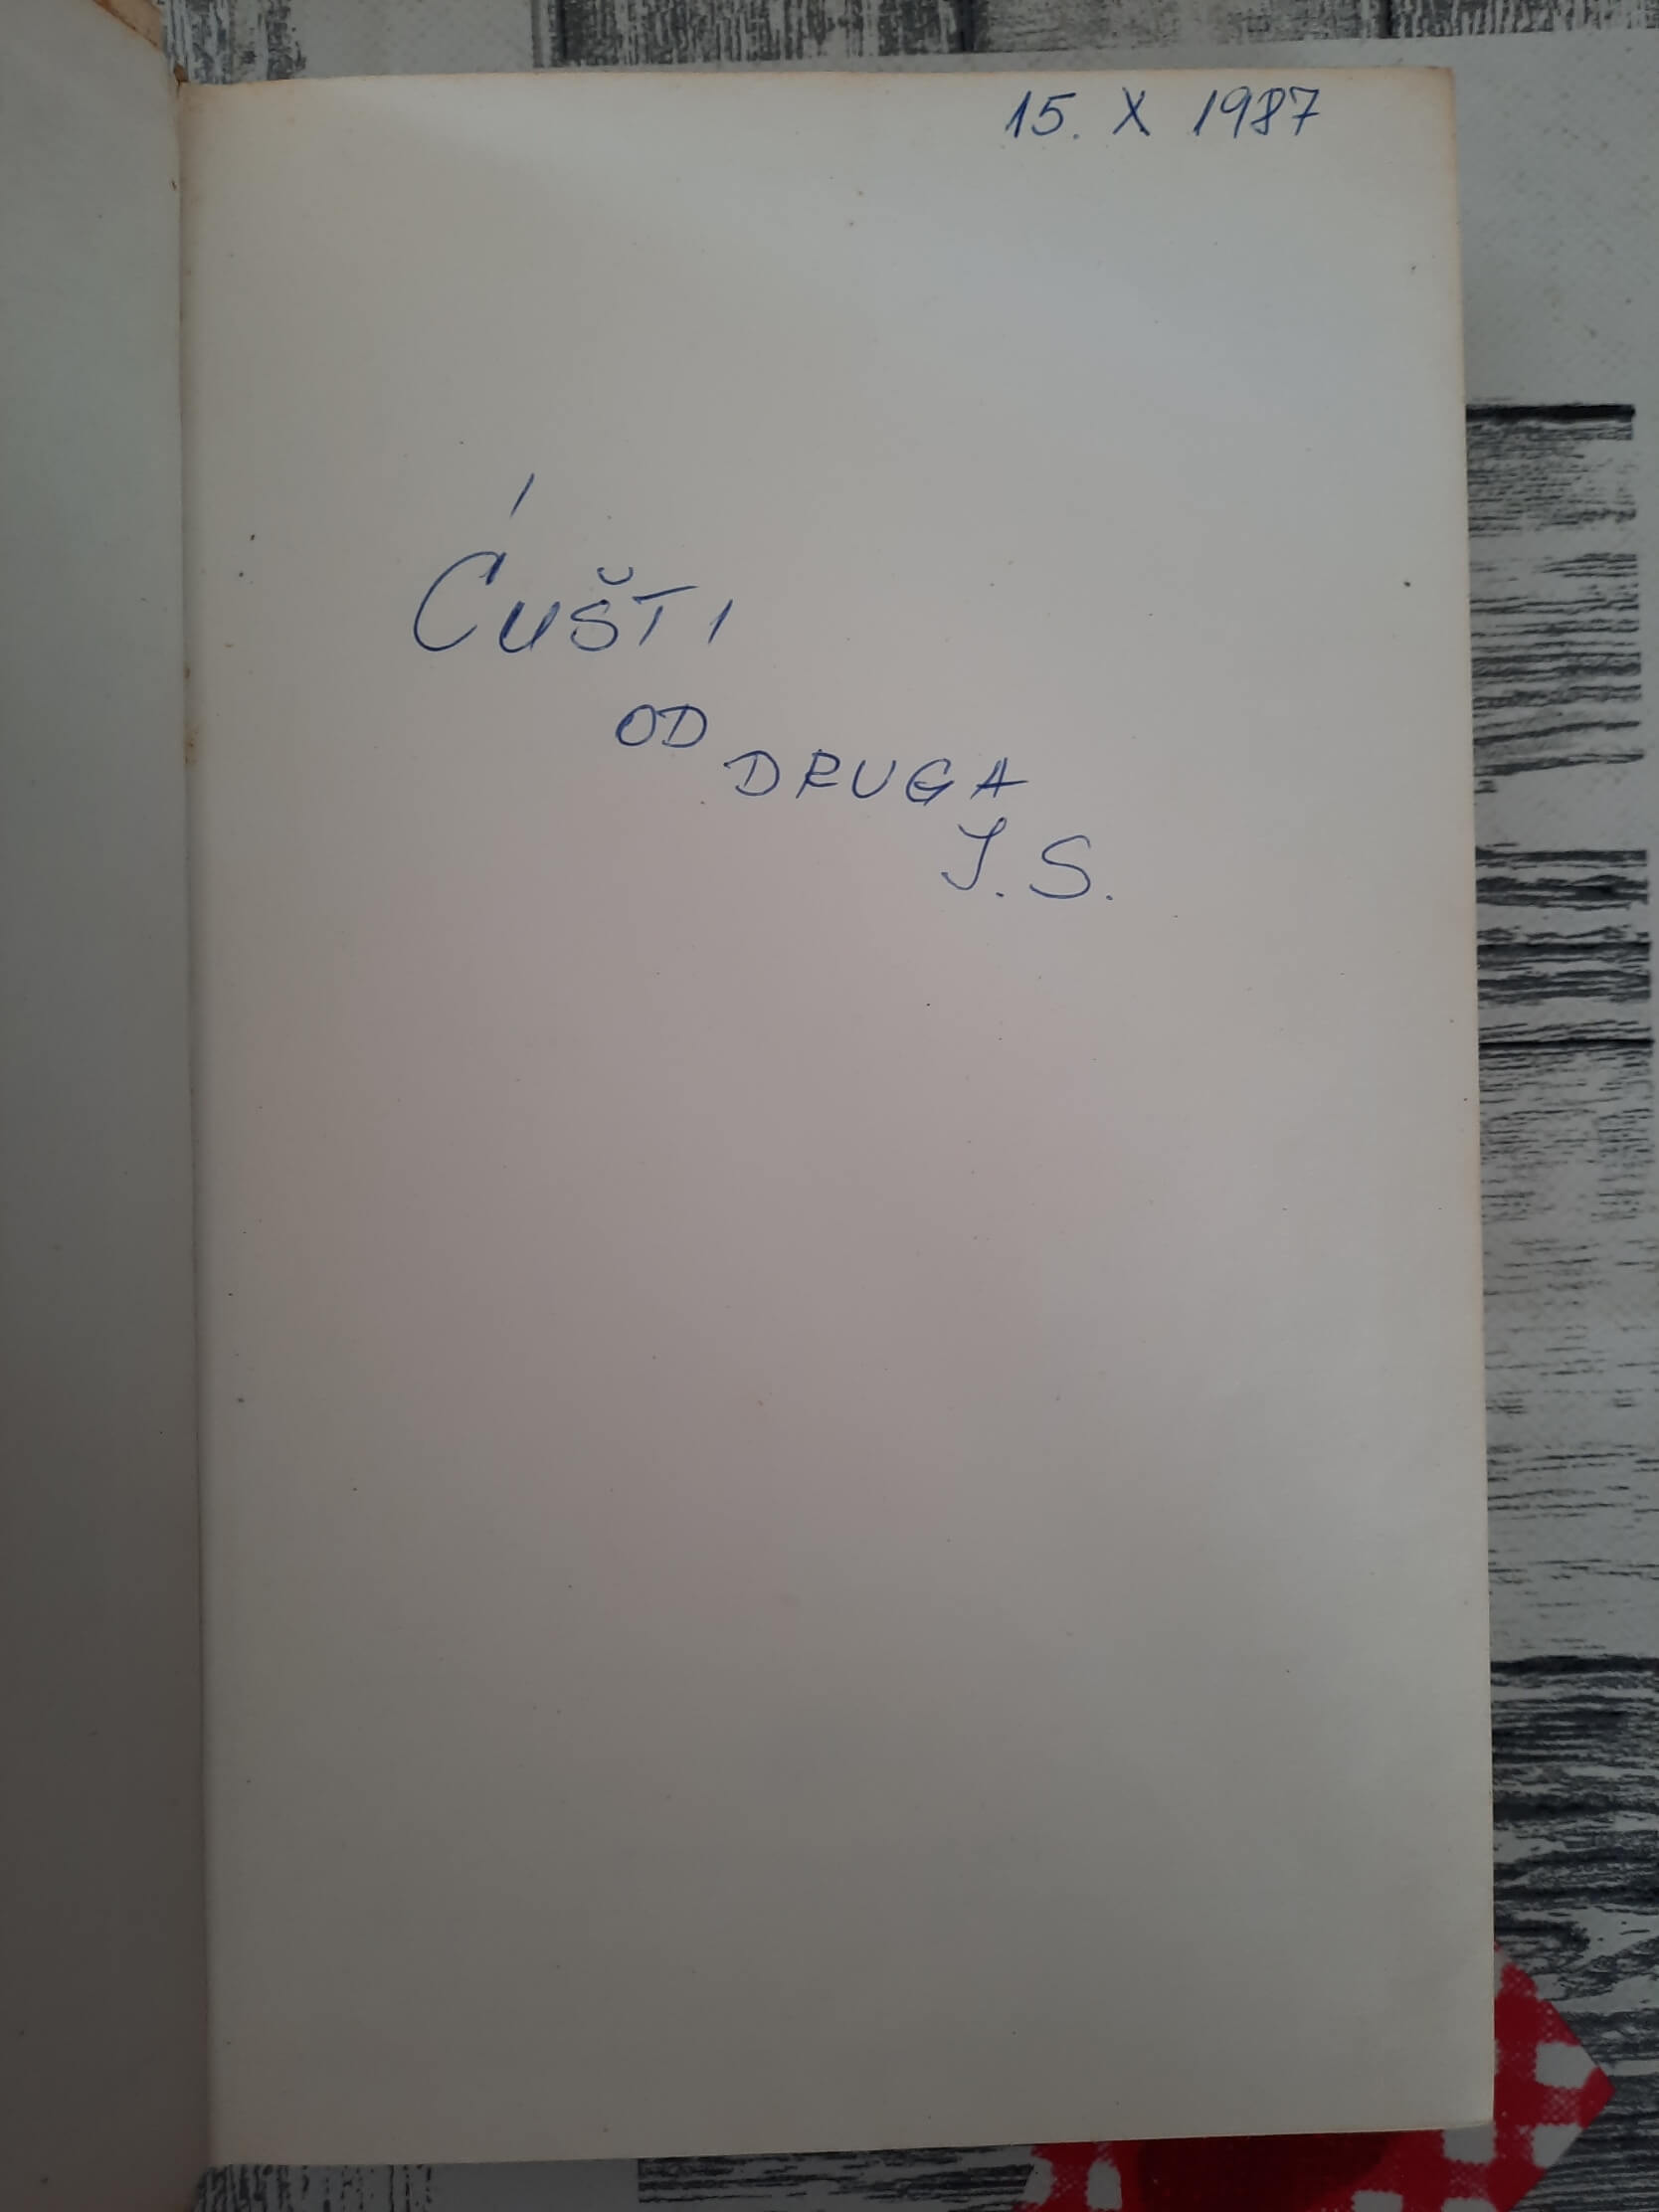 15. X 1987
Ćušti
OD
DRUGA
J.S.